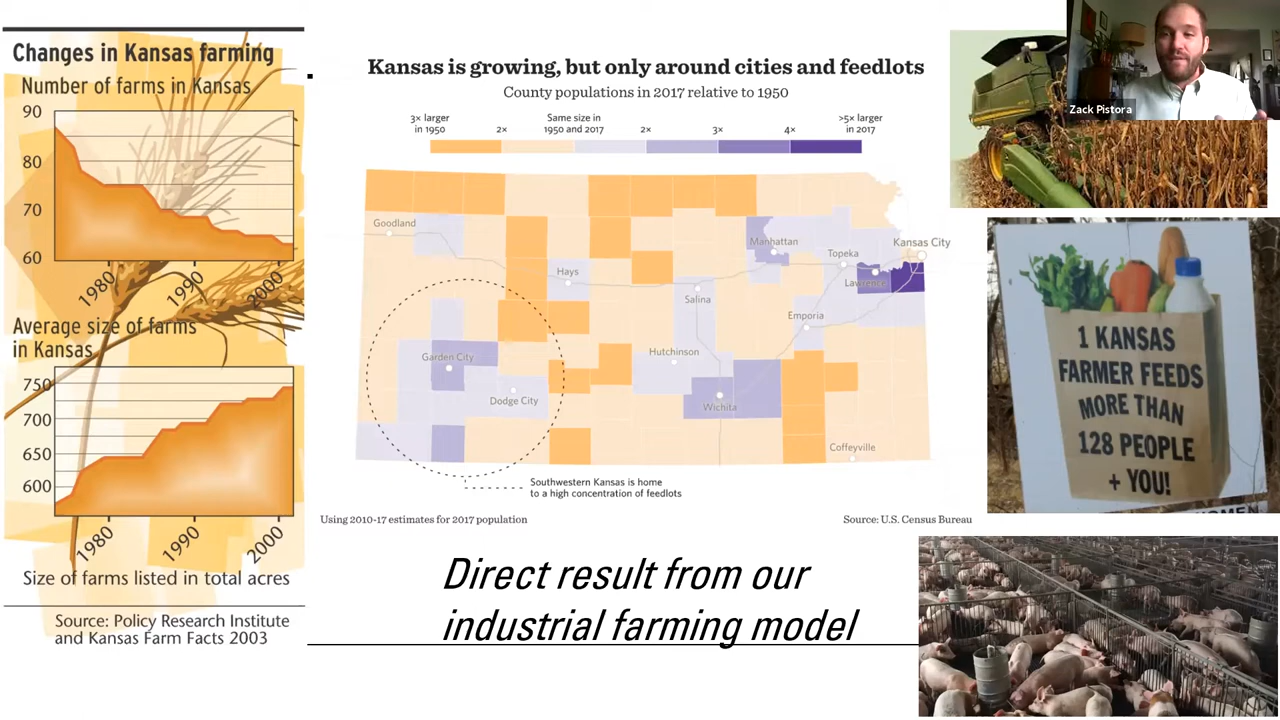 Changes in Kansas farming
Number of farms in Kansas
90
80
70
60
1980
1990
2000
Average size of farms
in Kansas
750
700
650
600
1980
1990
2000
Size of farms listed in total acres
Source: Policy Research Institute
and Kansas Farm Facts 2003
Kansas is growing, but only around cities and feedlots
County populations in 2017 relative to 1950
3× larger
in 1950
2×
Same size in
1950 and 2017
2×
3×
4×
>5× larger
in 2017
Goodland
Hays
Manhattan
Topeka
Kansas City
Lawrence
Salina
Emporia
Garden City
Hutchinson
Dodge City
Wichita
Coffeyville
Southwestern Kansas is home
to a high concentration of feedlots
Using 2010-17 estimates for 2017 population
Source: U.S. Census Bureau
Direct result from our
industrial farming model
Zack Pistora
1 KANSAS
FARMER FEEDS
MORE THAN
128 PEOPLE
+ YOU!